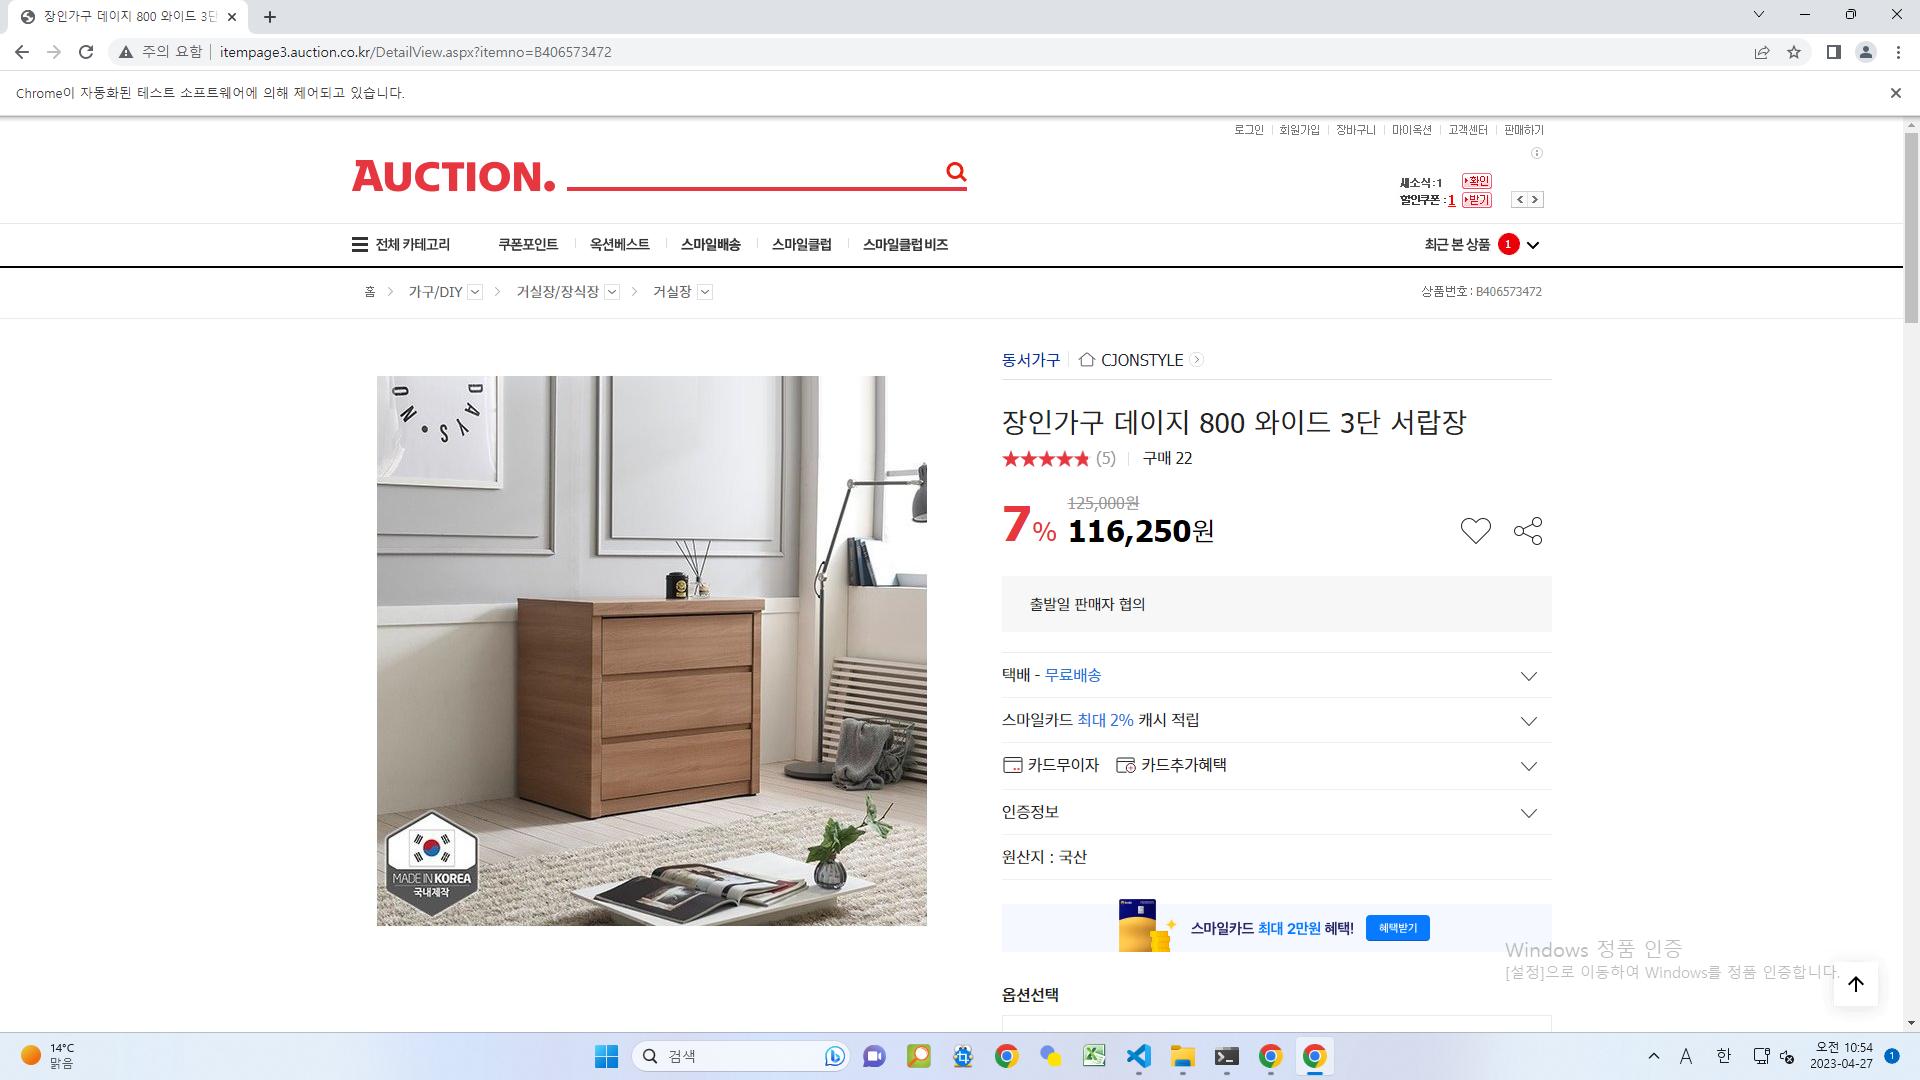 장인가구 데이지 800 와이드 3단
주의 요함
itempage3.auction.co.kr/DetailView.aspx?itemno=B406573472
Chrome이 자동화된 테스트 소프트웨어에 의해 제어되고 있습니다.
로그인 회원가입 장바구니 마이옥션 고객센터 판매하기
AUCTION.
새소식 : 1 확인
할인쿠폰 : 1 받기
전체 카테고리 쿠폰포인트 옥션베스트 스마일배송 스마일클럽 스마일클럽 비즈
최근 본 상품 1
홈 가구/DIY 거실장/장식장 거실장
상품번호 : B406573472
동서가구 CJONSTYLE
장인가구 데이지 800 와이드 3단 서랍장
(5) 구매 22
125,000원
7% 116,250원
출발일 판매자 협의
택배 - 무료배송
스마일카드 최대 2% 캐시 적립
카드무이자 카드추가혜택
인증정보
원산지 : 국산
DAYS NO
MADE IN KOREA
국내제작
스마일카드 최대 2만원 혜택! 혜택받기
Windows 정품 인증
[설정]으로 이동하여 Windows를 정품 인증합니다.
옵션선택
14°C
맑음
검색
A 한
오전 10:54
2023-04-27
1